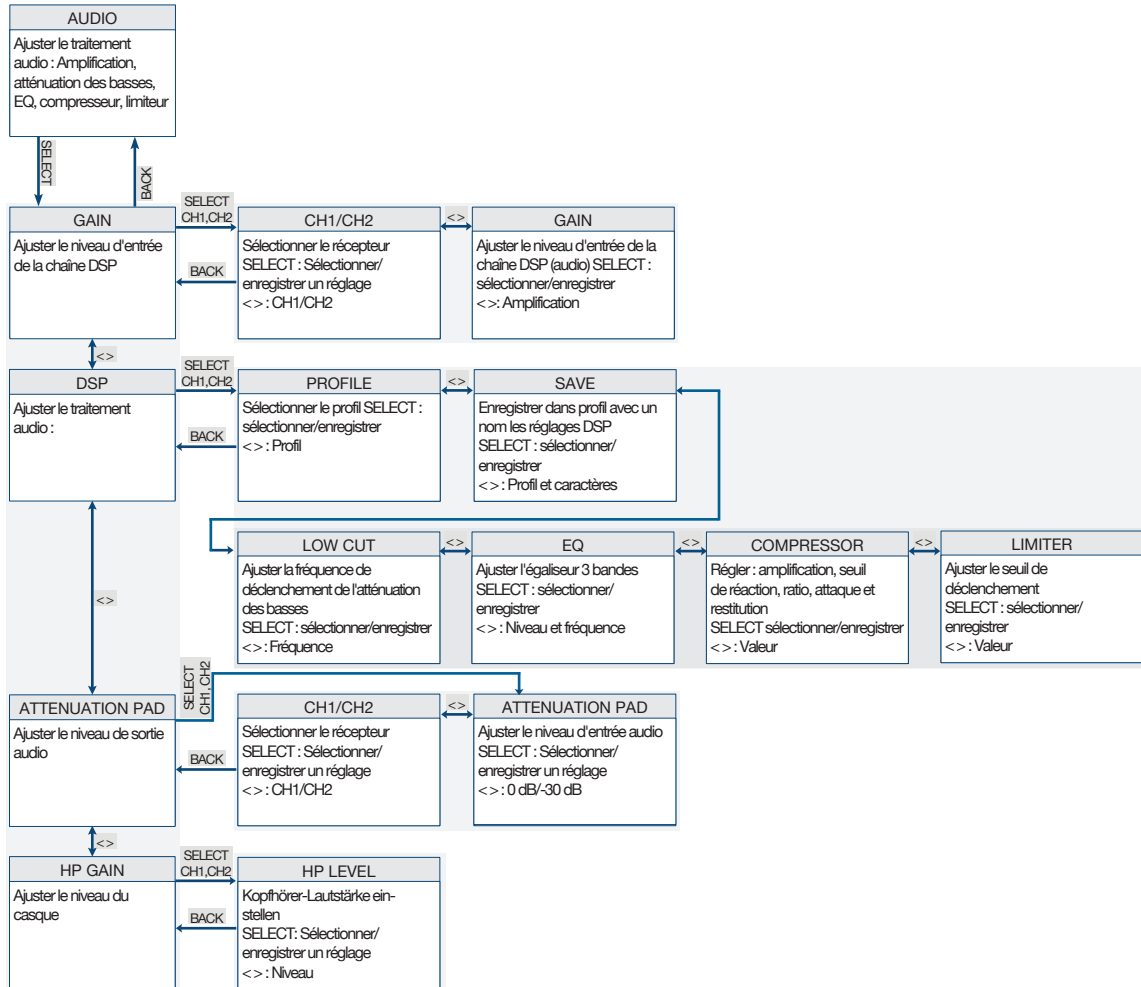 AUDIO
Ajuster le traitement
audio : Amplification,
atténuation des basses,
EQ, compresseur, limiteur
SELECT
BACK
GAIN
Ajuster le niveau d'entrée
de la chaîne DSP
SELECT
CH1,CH2
BACK
CH1/CH2
Sélectionner le récepteur
SELECT : Sélectionner/
enregistrer un réglage
<> : CH1/CH2
<>
GAIN
Ajuster le niveau d'entrée de la
chaîne DSP (audio) SELECT :
sélectionner/enregistrer
<>: Amplification
<>
DSP
Ajuster le traitement
audio :
SELECT
CH1,CH2
BACK
PROFILE
Sélectionner le profil SELECT :
sélectionner/enregistrer
<> : Profil
<>
SAVE
Enregistrer dans profil avec un
nom les réglages DSP
SELECT : sélectionner/
enregistrer
<> : Profil et caractères
LOW CUT
Ajuster la fréquence de
déclenchement de l'atténuation
des basses
SELECT : sélectionner/enregistrer
<> : Fréquence
<>
EQ
Ajuster l'égaliseur 3 bandes
SELECT : sélectionner/
enregistrer
<> : Niveau et fréquence
<>
COMPRESSOR
Régler : amplification, seuil
de réaction, ratio, attaque et
restitution
SELECT sélectionner/enregistrer
<> : Valeur
<>
LIMITER
Ajuster le seuil de
déclenchement
SELECT : sélectionner/
enregistrer
<> : Valeur
<>
ATTENUATION PAD
Ajuster le niveau de sortie
audio
SELECT
CH1, CH2
BACK
CH1/CH2
Sélectionner le récepteur
SELECT : Sélectionner/
enregistrer un réglage
<> : CH1/CH2
<>
ATTENUATION PAD
Ajuster le niveau d'entrée audio
SELECT : Sélectionner/
enregistrer un réglage
<> : 0 dB/-30 dB
<>
HP GAIN
Ajuster le niveau du
casque
SELECT
CH1,CH2
BACK
HP LEVEL
Kopfhörer-Lautstärke ein-
stellen
SELECT: Sélectionner/
enregistrer un réglage
<> : Niveau